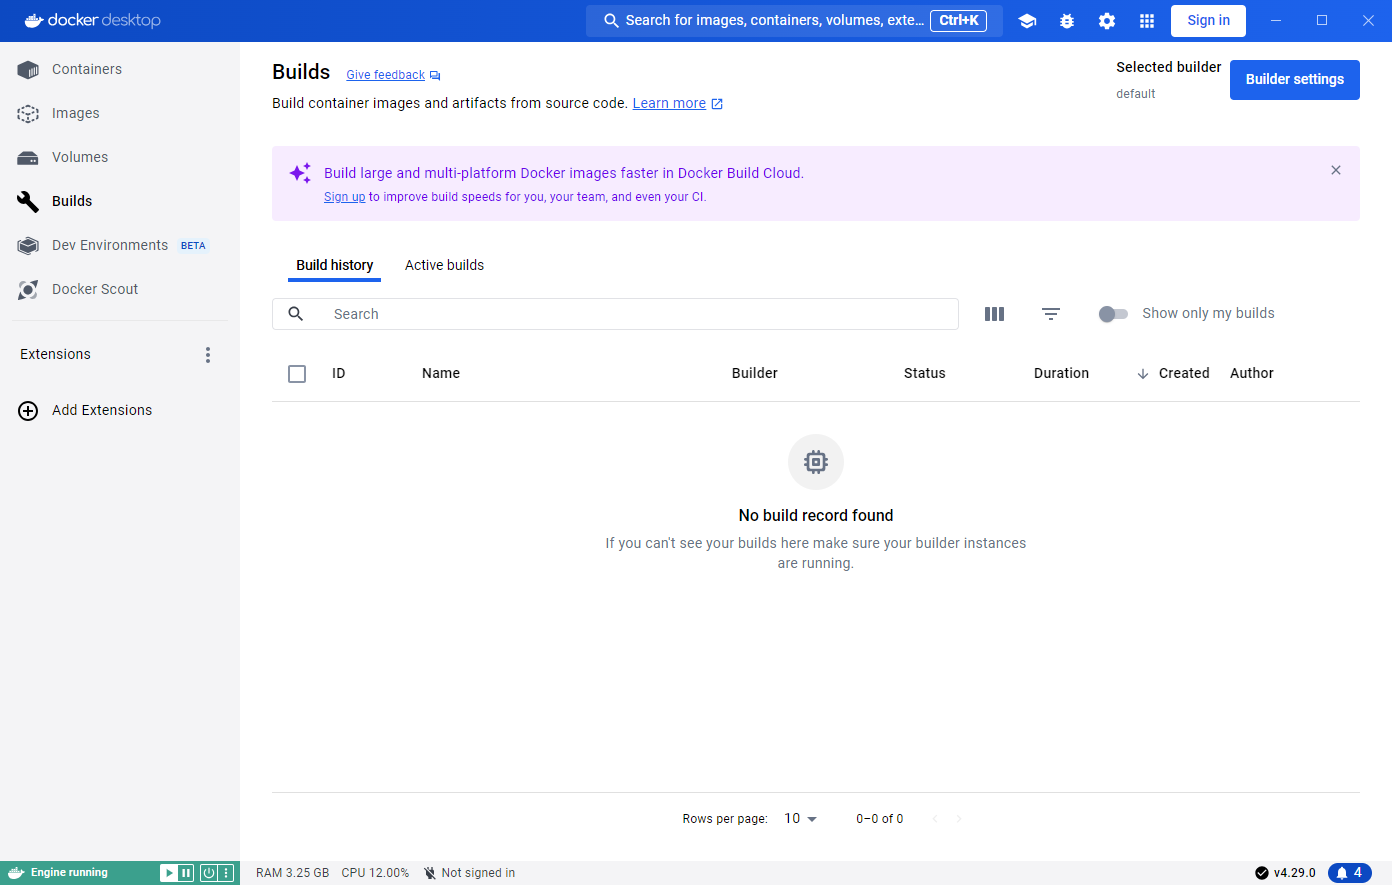 docker desktop
Search for images, containers, volumes, exte... Ctrl+K
Sign in
Containers
Images
Volumes
Builds
Dev Environments BETA
Docker Scout
Extensions
Add Extensions
Builds Give feedback
Build container images and artifacts from source code. Learn more
Selected builder
default
Builder settings
Build large and multi-platform Docker images faster in Docker Build Cloud.
Sign up to improve build speeds for you, your team, and even your CI.
Build history Active builds
Search
Show only my builds
ID Name Builder Status Duration Created Author
No build record found
If you can't see your builds here make sure your builder instances
are running.
Rows per page: 10 0–0 of 0
Engine running
RAM 3.25 GB CPU 12.00% Not signed in
v4.29.0 4